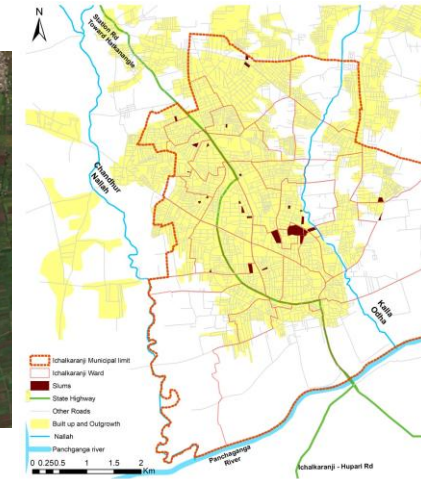 N
Station Rd
Toward Hatkanangle
Chandhur
Nallah
Kalla
Odha
Ichalkaranji Municipal limit
Ichalkaranji Ward
Slums
State Highway
Other Roads
Built up and Outgrowth
Nallah
Panchganga river
0 0.25 0.5 1 1.5 2
Km
Panchaganga
River
Ichalkaranji - Hupari Rd